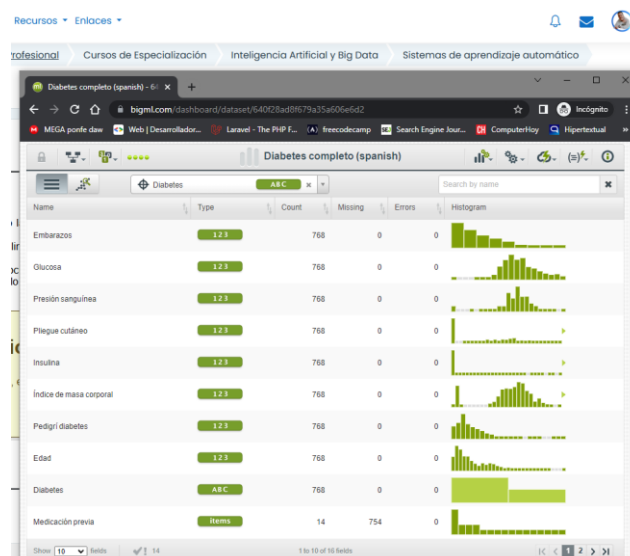 Recursos Enlaces
rofesional Cursos de Especialización Inteligencia Artificial y Big Data Sistemas de aprendizaje automático
Diabetes completo (spanish) - 64
bigml.com/dashboard/dataset/640f28ad8f679a35a606e6d2
Incógnito
MEGA ponfe daw Web | Desarrollador... Laravel - The PHP F... freecodecamp Search Engine Jour... ComputerHoy Hipertextual
Diabetes completo (spanish)
Diabetes ABC Search by name
Name Type Count Missing Errors Histogram
Embarazos 123 768 0 0
Glucosa 123 768 0 0
Presión sanguínea 123 768 0 0
Pliegue cutáneo 123 768 0 0
Insulina 123 768 0 0
Índice de masa corporal 123 768 0 0
Pedigrí diabetes 123 768 0 0
Edad 123 768 0 0
Diabetes ABC 768 0 0
Medicación previa items 14 754 0
Show 10 fields 14 1 to 10 of 16 fields 1 2